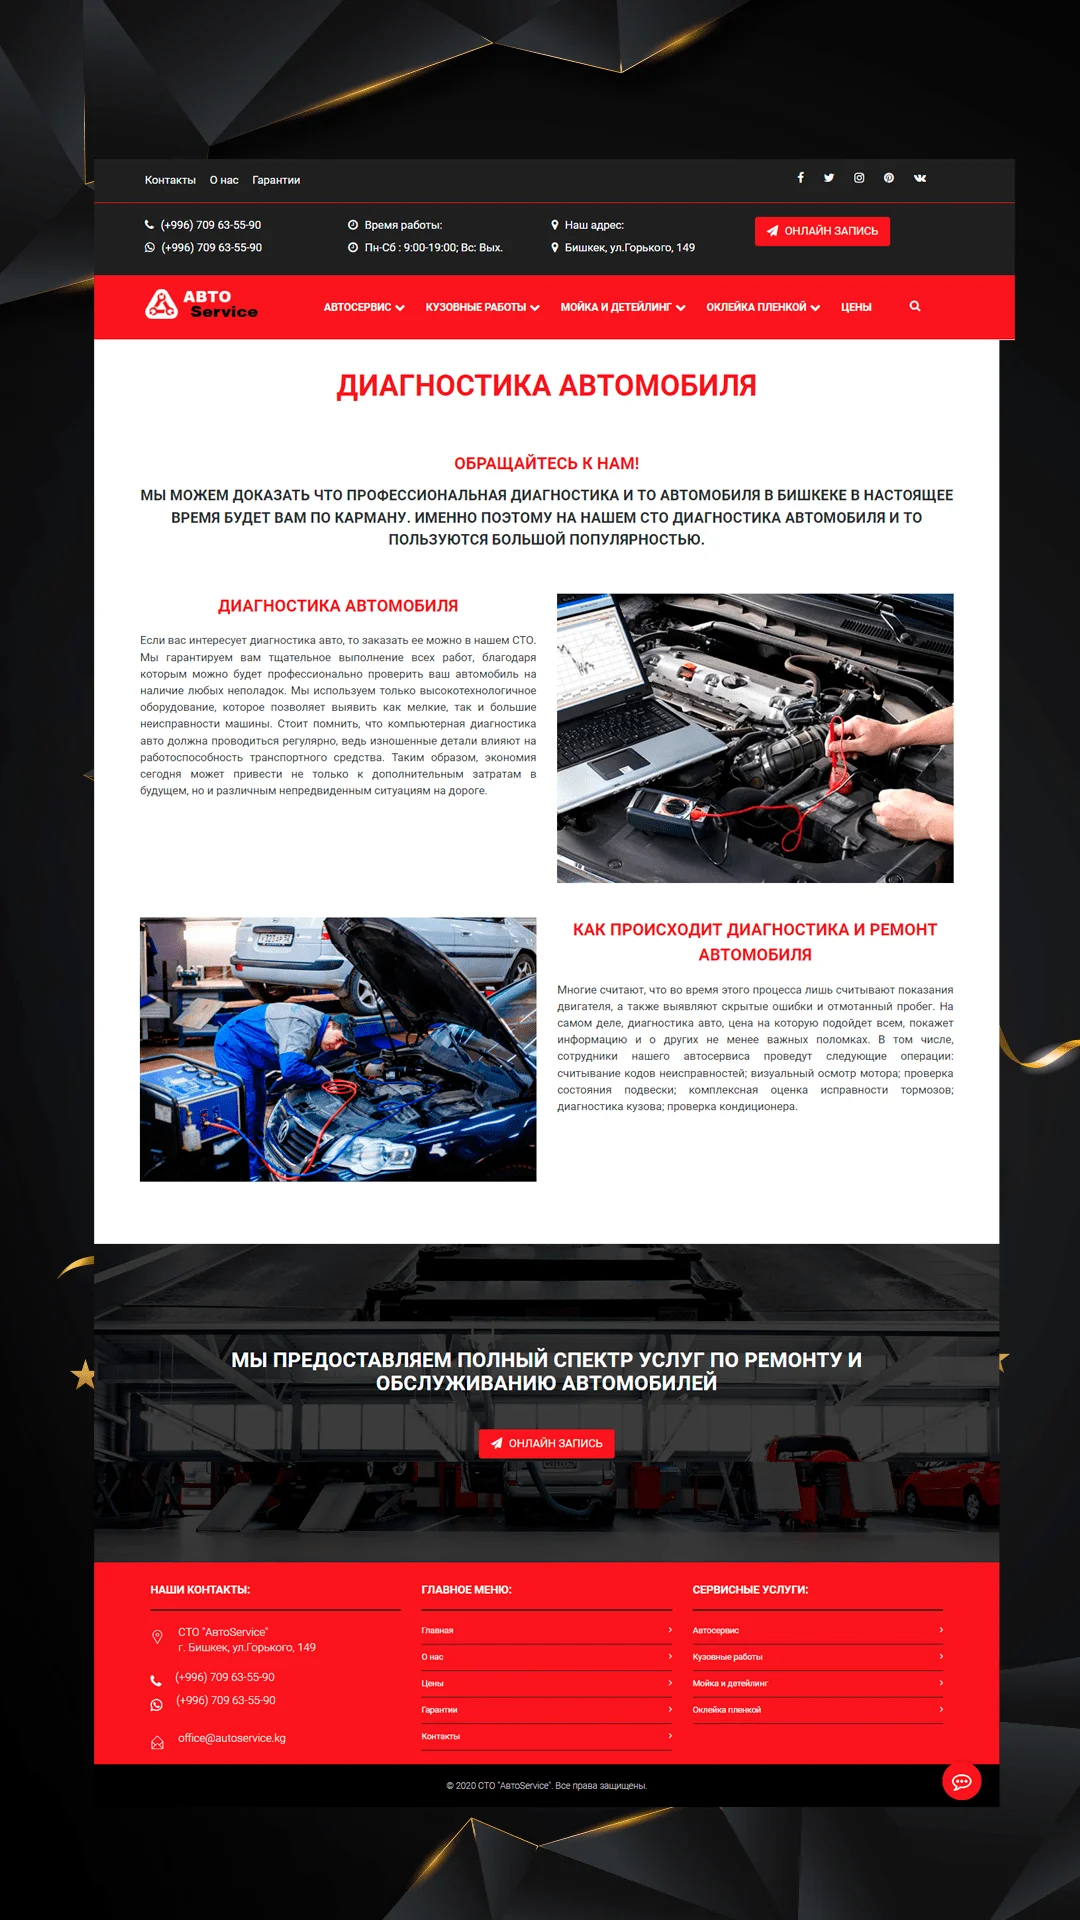 Контакты О нас Гарантии
(+996) 709 63-55-90
(+996) 709 63-55-90
Время работы:
Пн-Сб : 9:00-19:00; Вс: Вых.
Наш адрес:
Бишкек, ул.Горького, 149
ОНЛАЙН ЗАПИСЬ
АВТО
Service
АВТОСЕРВИС КУЗОВНЫЕ РАБОТЫ МОЙКА И ДЕТЕЙЛИНГ ОКЛЕЙКА ПЛЕНКОЙ ЦЕНЫ
ДИАГНОСТИКА АВТОМОБИЛЯ
ОБРАЩАЙТЕСЬ К НАМ!
МЫ МОЖЕМ ДОКАЗАТЬ ЧТО ПРОФЕССИОНАЛЬНАЯ ДИАГНОСТИКА И ТО АВТОМОБИЛЯ В БИШКЕКЕ В НАСТОЯЩЕЕ
ВРЕМЯ БУДЕТ ВАМ ПО КАРМАНУ. ИМЕННО ПОЭТОМУ НА НАШЕМ СТО ДИАГНОСТИКА АВТОМОБИЛЯ И ТО
ПОЛЬЗУЮТСЯ БОЛЬШОЙ ПОПУЛЯРНОСТЬЮ.
ДИАГНОСТИКА АВТОМОБИЛЯ
Если вас интересует диагностика авто, то заказать ее можно в нашем СТО.
Мы гарантируем вам тщательное выполнение всех работ, благодаря
которым можно будет профессионально проверить ваш автомобиль на
наличие любых неполадок. Мы используем только высокотехнологичное
оборудование, которое позволяет выявить как мелкие, так и большие
неисправности машины. Стоит помнить, что компьютерная диагностика
авто должна проводиться регулярно, ведь изношенные детали влияют на
работоспособность транспортного средства. Таким образом, экономия
сегодня может привести не только к дополнительным затратам в
будущем, но и различным непредвиденным ситуациям на дороге.
КАК ПРОИСХОДИТ ДИАГНОСТИКА И РЕМОНТ
АВТОМОБИЛЯ
Многие считают, что во время этого процесса лишь считывают показания
двигателя, а также выявляют скрытые ошибки и отмотанный пробег. На
самом деле, диагностика авто, цена на которую подойдет всем, покажет
информацию и о других не менее важных поломках. В том числе,
сотрудники нашего автосервиса проведут следующие операции:
считывание кодов неисправностей; визуальный осмотр мотора; проверка
состояния подвески; комплексная оценка исправности тормозов;
диагностика кузова; проверка кондиционера.
МЫ ПРЕДОСТАВЛЯЕМ ПОЛНЫЙ СПЕКТР УСЛУГ ПО РЕМОНТУ И
ОБСЛУЖИВАНИЮ АВТОМОБИЛЕЙ
ОНЛАЙН ЗАПИСЬ
НАШИ КОНТАКТЫ:
СТО "АвтоService"
г. Бишкек, ул.Горького, 149
(+996) 709 63-55-90
(+996) 709 63-55-90
office@autoservice.kg
ГЛАВНОЕ МЕНЮ:
Главная
О нас
Цены
Гарантии
Контакты
СЕРВИСНЫЕ УСЛУГИ:
Автосервис
Кузовные работы
Мойка и детейлинг
Оклейка пленкой
© 2020 СТО "АвтоService". Все права защищены.